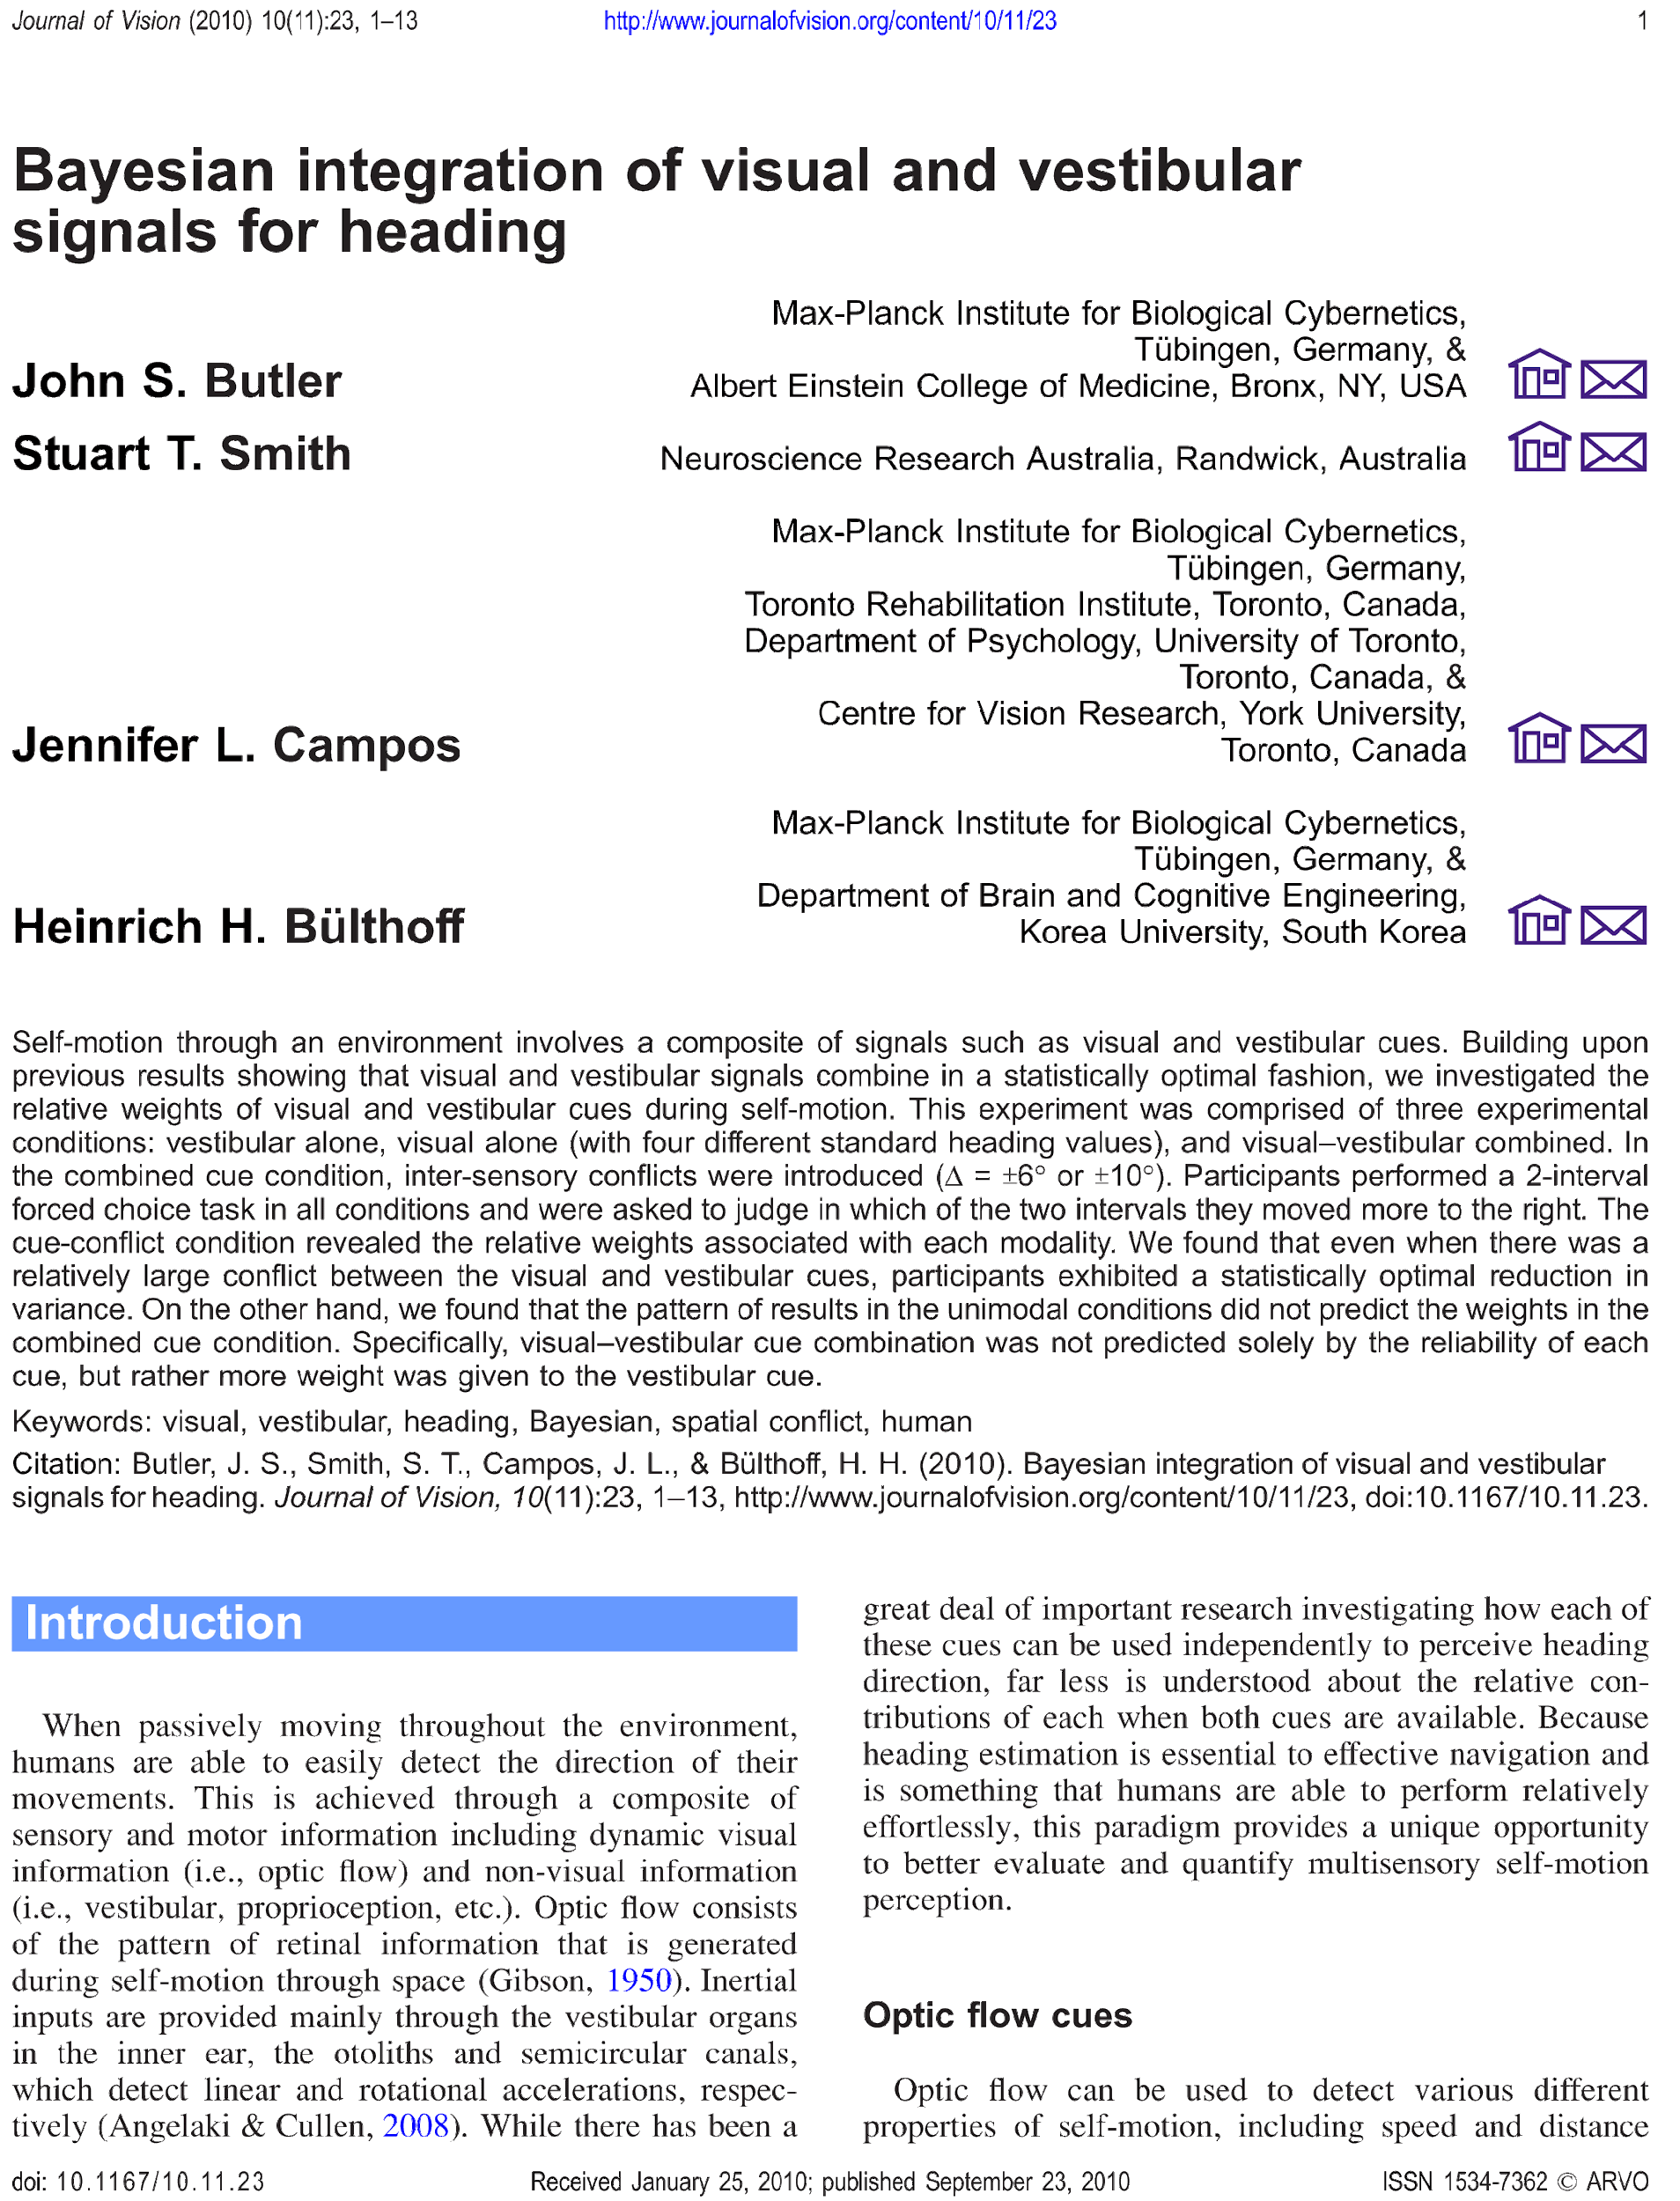 Journal of Vision (2010) 10(11):23, 1–13 http://www.journalofvision.org/content/10/11/23 1
Bayesian integration of visual and vestibular
signals for heading
John S. Butler
Max-Planck Institute for Biological Cybernetics,
Tübingen, Germany, &
Albert Einstein College of Medicine, Bronx, NY, USA
Stuart T. Smith
Neuroscience Research Australia, Randwick, Australia
Jennifer L. Campos
Max-Planck Institute for Biological Cybernetics,
Tübingen, Germany,
Toronto Rehabilitation Institute, Toronto, Canada,
Department of Psychology, University of Toronto,
Toronto, Canada, &
Centre for Vision Research, York University,
Toronto, Canada
Heinrich H. Bülthoff
Max-Planck Institute for Biological Cybernetics,
Tübingen, Germany, &
Department of Brain and Cognitive Engineering,
Korea University, South Korea
Self-motion through an environment involves a composite of signals such as visual and vestibular cues. Building upon
previous results showing that visual and vestibular signals combine in a statistically optimal fashion, we investigated the
relative weights of visual and vestibular cues during self-motion. This experiment was comprised of three experimental
conditions: vestibular alone, visual alone (with four different standard heading values), and visual–vestibular combined. In
the combined cue condition, inter-sensory conflicts were introduced (Δ = ±6° or ±10°). Participants performed a 2-interval
forced choice task in all conditions and were asked to judge in which of the two intervals they moved more to the right. The
cue-conflict condition revealed the relative weights associated with each modality. We found that even when there was a
relatively large conflict between the visual and vestibular cues, participants exhibited a statistically optimal reduction in
variance. On the other hand, we found that the pattern of results in the unimodal conditions did not predict the weights in the
combined cue condition. Specifically, visual–vestibular cue combination was not predicted solely by the reliability of each
cue, but rather more weight was given to the vestibular cue.
Keywords: visual, vestibular, heading, Bayesian, spatial conflict, human
Citation: Butler, J. S., Smith, S. T., Campos, J. L., & Bülthoff, H. H. (2010). Bayesian integration of visual and vestibular
signals for heading. Journal of Vision, 10(11):23, 1–13, http://www.journalofvision.org/content/10/11/23, doi:10.1167/10.11.23.
Introduction
When passively moving throughout the environment,
humans are able to easily detect the direction of their
movements. This is achieved through a composite of
sensory and motor information including dynamic visual
information (i.e., optic flow) and non-visual information
(i.e., vestibular, proprioception, etc.). Optic flow consists
of the pattern of retinal information that is generated
during self-motion through space (Gibson, 1950). Inertial
inputs are provided mainly through the vestibular organs
in the inner ear, the otoliths and semicircular canals,
which detect linear and rotational accelerations, respec-
tively (Angelaki & Cullen, 2008). While there has been a
great deal of important research investigating how each of
these cues can be used independently to perceive heading
direction, far less is understood about the relative con-
tributions of each when both cues are available. Because
heading estimation is essential to effective navigation and
is something that humans are able to perform relatively
effortlessly, this paradigm provides a unique opportunity
to better evaluate and quantify multisensory self-motion
perception.
Optic flow cues
Optic flow can be used to detect various different
properties of self-motion, including speed and distance
doi: 10.1167/10.11.23 Received January 25, 2010; published September 23, 2010 ISSN 1534-7362 © ARVO